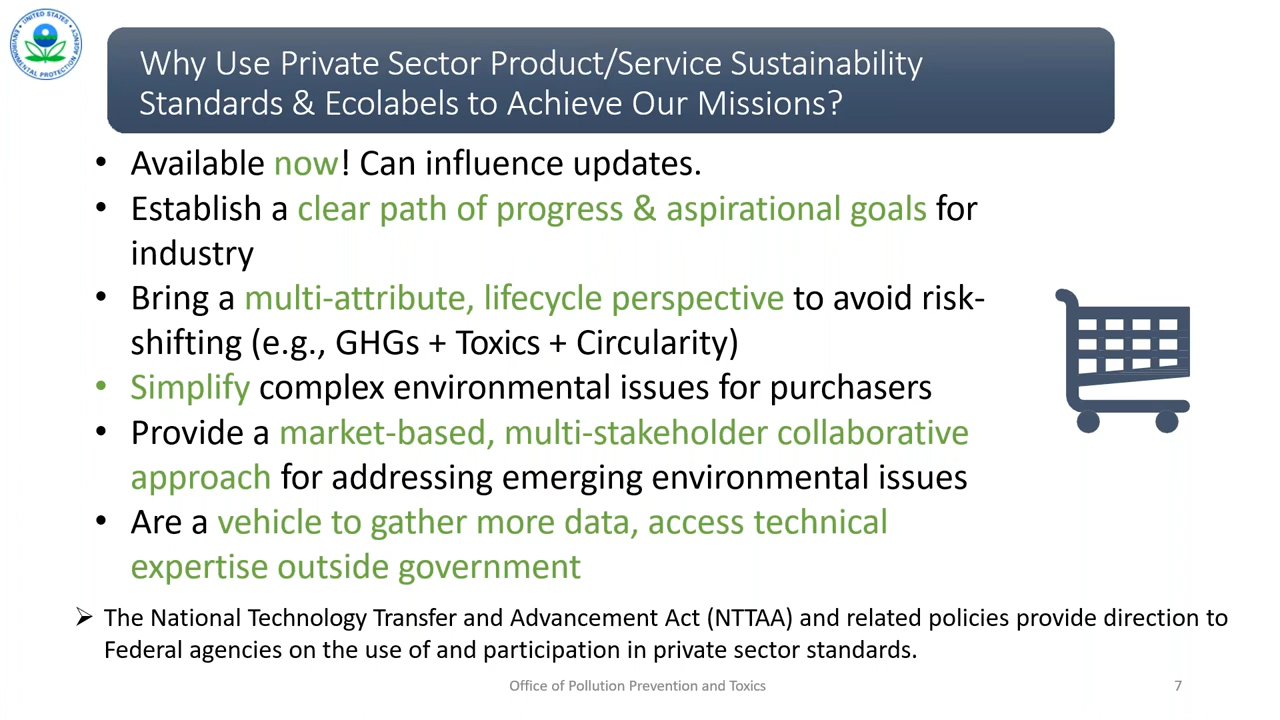 UNITED STATES
ENVIRONMENTAL PROTECTION AGENCY
Why Use Private Sector Product/Service Sustainability
Standards & Ecolabels to Achieve Our Missions?
• Available now! Can influence updates.
• Establish a clear path of progress & aspirational goals for
industry
• Bring a multi-attribute, lifecycle perspective to avoid risk-
shifting (e.g., GHGs + Toxics + Circularity)
• Simplify complex environmental issues for purchasers
• Provide a market-based, multi-stakeholder collaborative
approach for addressing emerging environmental issues
• Are a vehicle to gather more data, access technical
expertise outside government
➢ The National Technology Transfer and Advancement Act (NTTAA) and related policies provide direction to
Federal agencies on the use of and participation in private sector standards.
Office of Pollution Prevention and Toxics
7